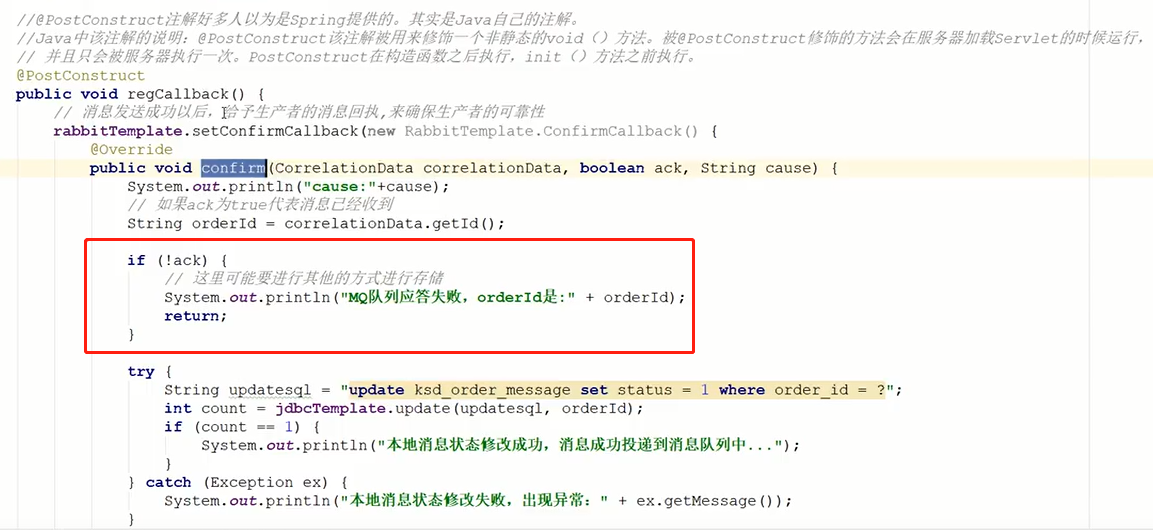 //@PostConstruct注解好多人以为是Spring提供的。其实是Java自己的注解。
//Java中该注解的说明：@PostConstruct该注解被用来修饰一个非静态的void（）方法。被@PostConstruct修饰的方法会在服务器加载Servlet的时候运行，
// 并且只会被服务器执行一次。PostConstruct在构造函数之后执行，init（）方法之前执行。
@PostConstruct
public void regCallback() {
// 消息发送成功以后，给予生产者的消息回执,来确保生产者的可靠性
rabbitTemplate.setConfirmCallback(new RabbitTemplate.ConfirmCallback() {
@Override
public void confirm(CorrelationData correlationData, boolean ack, String cause) {
System.out.println("cause:"+cause);
// 如果ack为true代表消息已经收到
String orderId = correlationData.getId();
if (!ack) {
// 这里可能要进行其他的方式进行存储
System.out.println("MQ队列应答失败，orderId是:" + orderId);
return;
}
try {
String updatesql = "update ksd_order_message set status = 1 where order_id = ?";
int count = jdbcTemplate.update(updatesql, orderId);
if (count == 1) {
System.out.println("本地消息状态修改成功，消息成功投递到消息队列中...");
}
} catch (Exception ex) {
System.out.println("本地消息状态修改失败，出现异常：" + ex.getMessage());
}